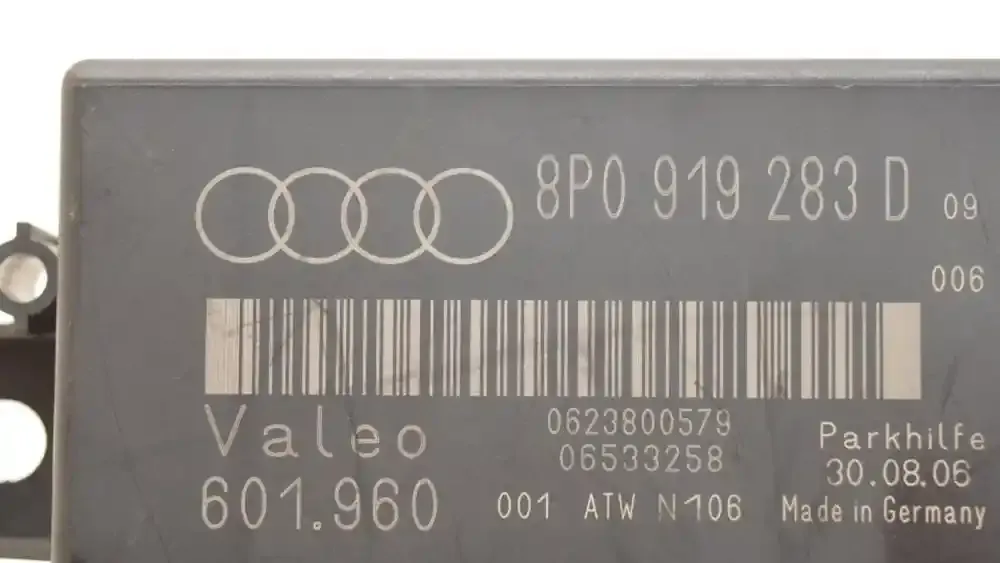 8P0 919 283 D 09
006
Valeo
0623800579
06533258
Parkhilfe
30.08.06
601.960
001 ATW N106
Made in Germany